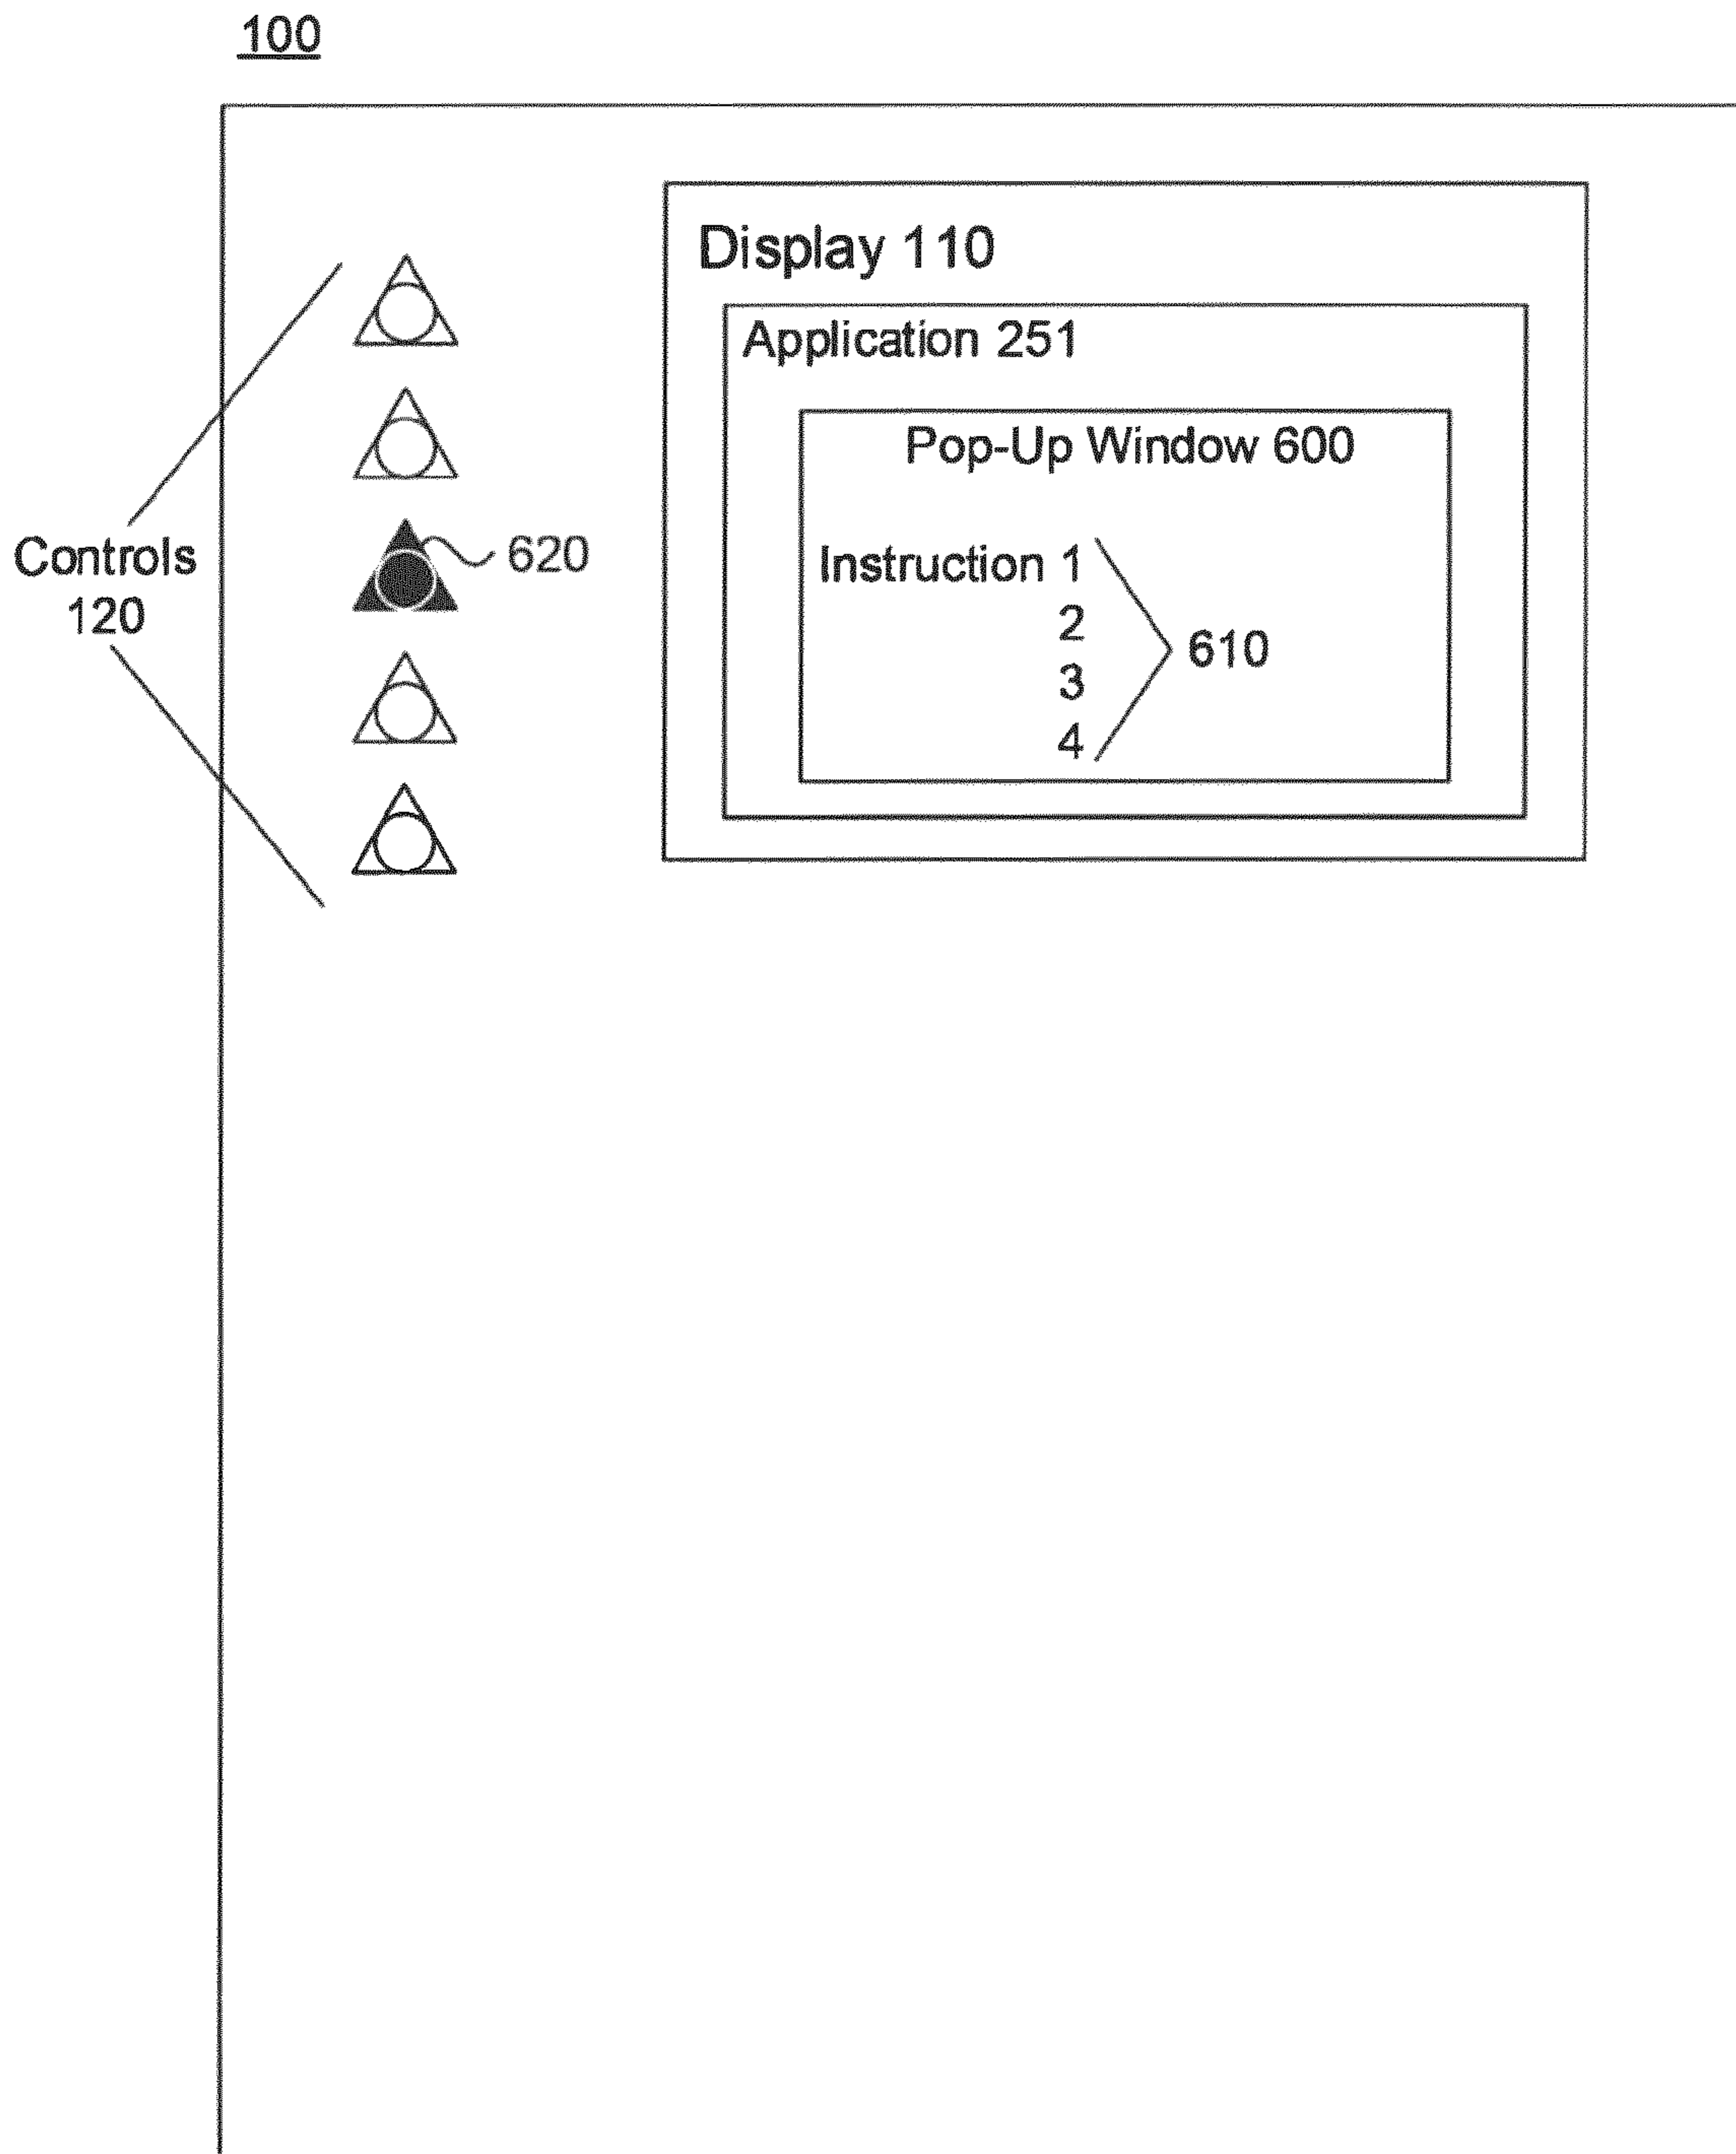 100
Display 110
Application 251
Pop-Up Window 600
Controls
120
620
Instruction 1
2
3
4
610